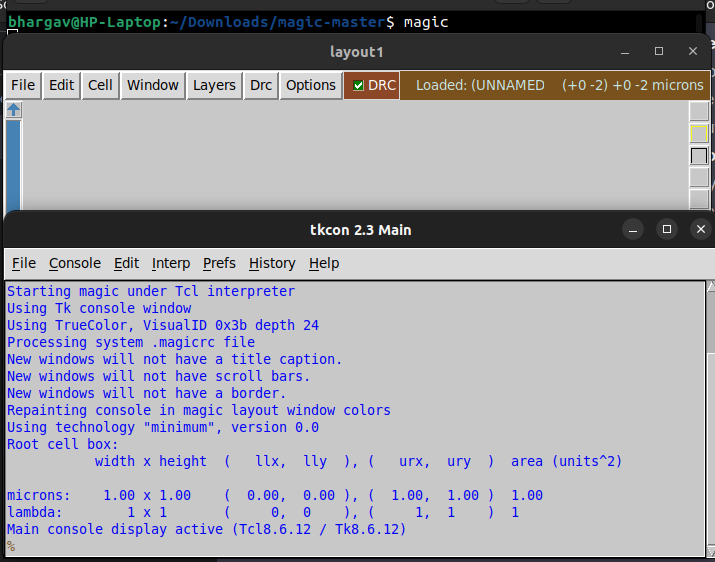 bhargav@HP-Laptop:~/Downloads/magic-master$ magic
layout1
File Edit Cell Window Layers Drc Options DRC Loaded: (UNNAMED (+0 -2) +0 -2 microns
tkcon 2.3 Main
File Console Edit Interp Prefs History Help
Starting magic under Tcl interpreter
Using Tk console window
Using TrueColor, VisualID 0x3b depth 24
Processing system .magicrc file
New windows will not have a title caption.
New windows will not have scroll bars.
New windows will not have a border.
Repainting console in magic layout window colors
Using technology "minimum", version 0.0
Root cell box:
width x height ( llx, lly ), ( urx, ury ) area (units^2)
microns: 1.00 x 1.00 ( 0.00, 0.00 ), ( 1.00, 1.00 ) 1.00
lambda: 1 x 1 ( 0, 0 ), ( 1, 1 ) 1
Main console display active (Tcl8.6.12 / Tk8.6.12)
%